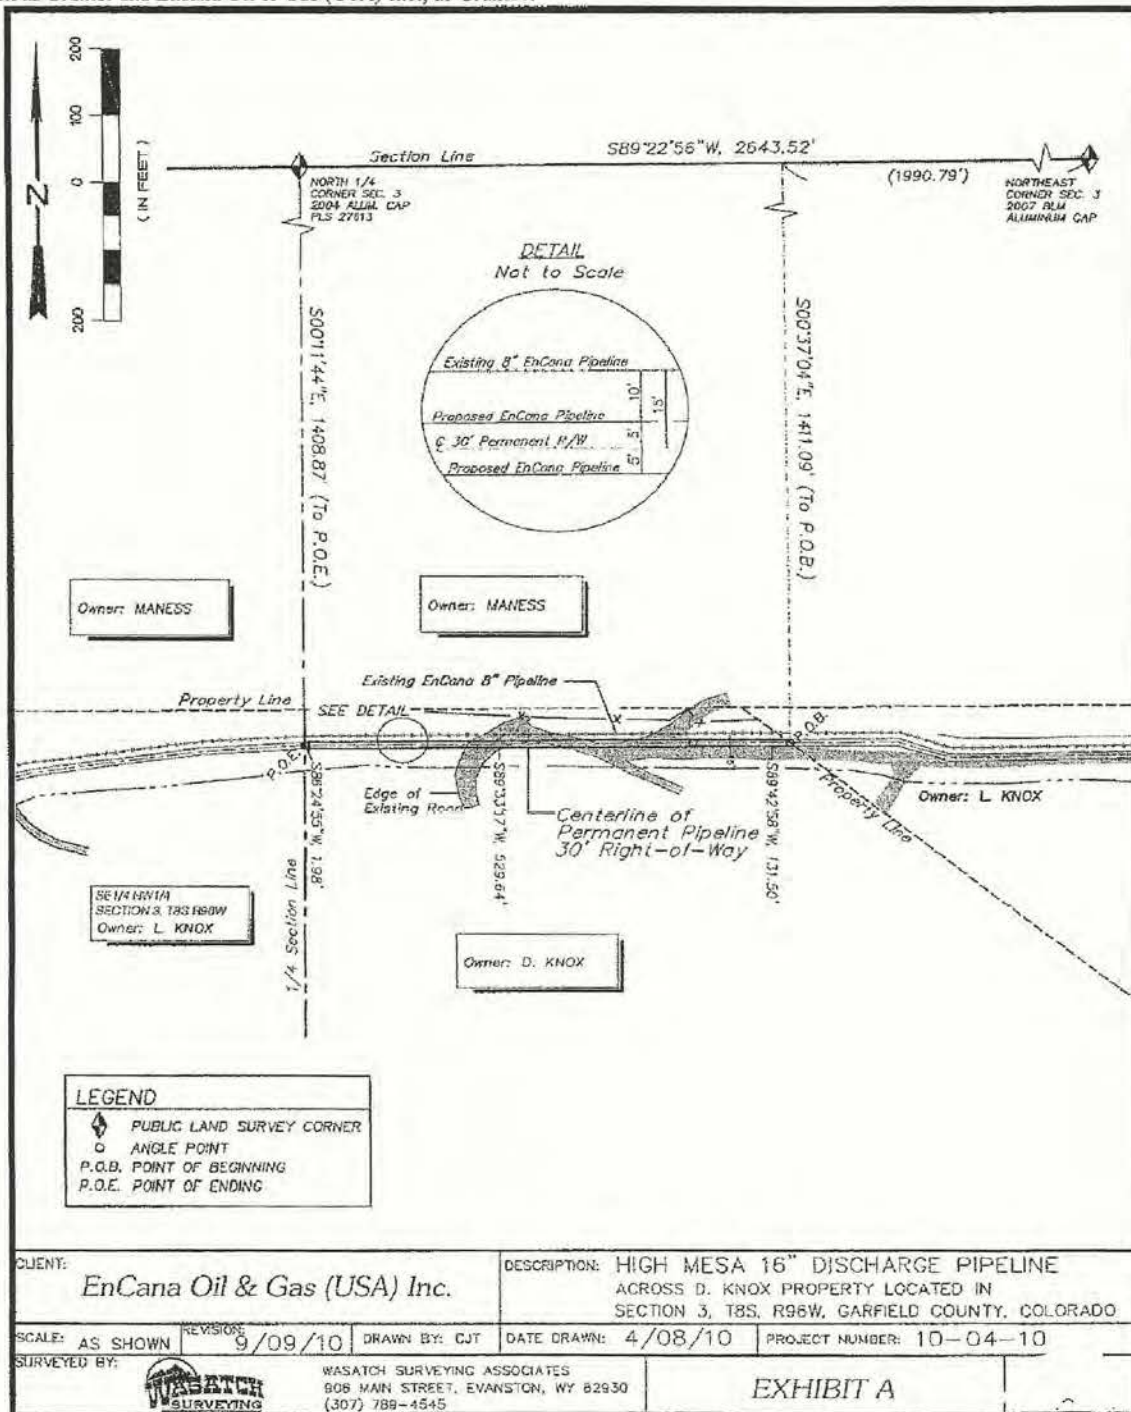 200
100
0
200
( IN FEET )
N
Section Line
S89°22'56"W, 2643.52'
(1990.79')
NORTH 1/4
CORNER SEC. 3
2004 ALUM. CAP
PLS 27613
NORTHEAST
CORNER SEC. 3
2007 BLM
ALUMINUM CAP
DETAIL
Not to Scale
Existing 8" EnCana Pipeline
Proposed EnCana Pipeline
℄ 30' Permanent R/W
Proposed EnCana Pipeline
10'
15'
5'
5'
S00°11'44"E, 1408.87' (To P.O.E.)
S00°37'04"E, 1411.09' (To P.O.B.)
Owner: MANESS
Owner: MANESS
Existing EnCana 8" Pipeline
Property Line
SEE DETAIL
P.O.B.
P.O.E.
Edge of
Existing Road
Centerline of
Permanent Pipeline
30' Right-of-Way
S88°24'55"W, 1.98'
S89°33'17"W, 529.64'
S89°42'58"W, 131.50'
Property Line
Owner: L. KNOX
SE1/4 NW1/4
SECTION 3, T8S R98W
Owner: L. KNOX
1/4 Section Line
Owner: D. KNOX
LEGEND
PUBLIC LAND SURVEY CORNER
ANGLE POINT
P.O.B. POINT OF BEGINNING
P.O.E. POINT OF ENDING
CLIENT:
EnCana Oil & Gas (USA) Inc.
DESCRIPTION: HIGH MESA 16" DISCHARGE PIPELINE
ACROSS D. KNOX PROPERTY LOCATED IN
SECTION 3, T8S, R98W, GARFIELD COUNTY, COLORADO
SCALE: AS SHOWN
REVISION: 9/09/10
DRAWN BY: CJT
DATE DRAWN: 4/08/10
PROJECT NUMBER: 10-04-10
SURVEYED BY:
WASATCH
SURVEYING
WASATCH SURVEYING ASSOCIATES
906 MAIN STREET, EVANSTON, WY 82930
(307) 789-4545
EXHIBIT A